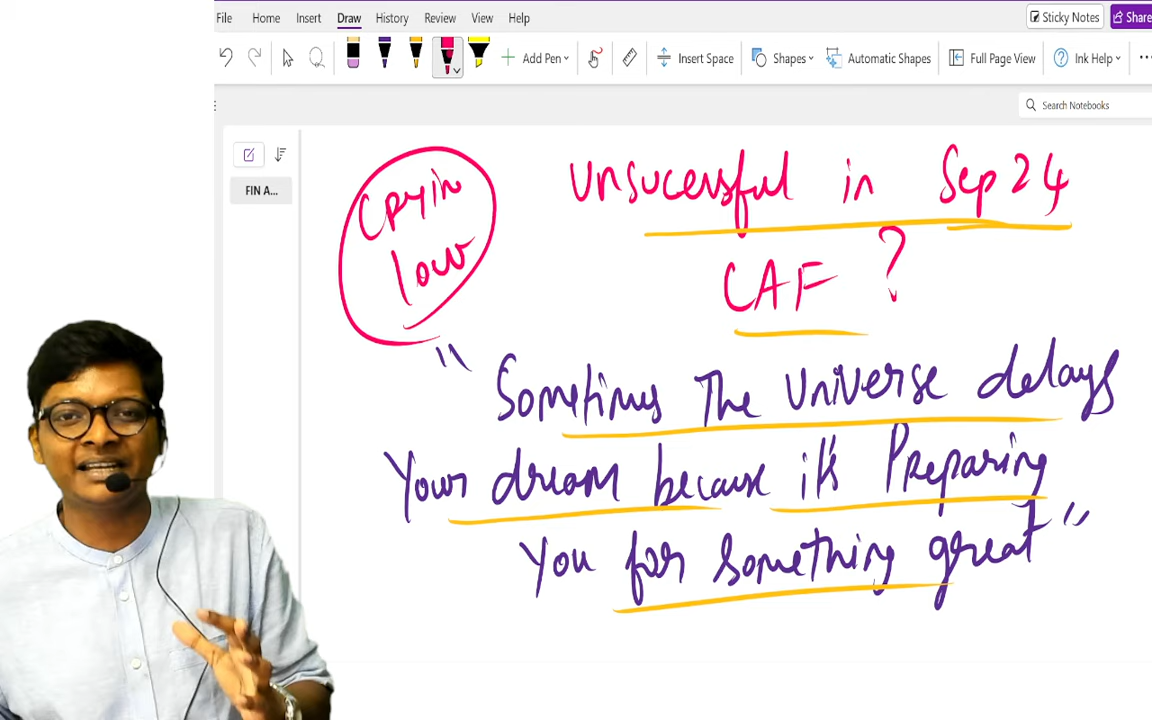 File Home Insert Draw History Review View Help Sticky Notes Share
Add Pen Insert Space Shapes Automatic Shapes Full Page View Ink Help
Search Notebooks
FIN A...
Unsucessful in Sep 24
CAF ?
low
"Sometimes The Universe delays
Your dream because it's Preparing
You for something great"